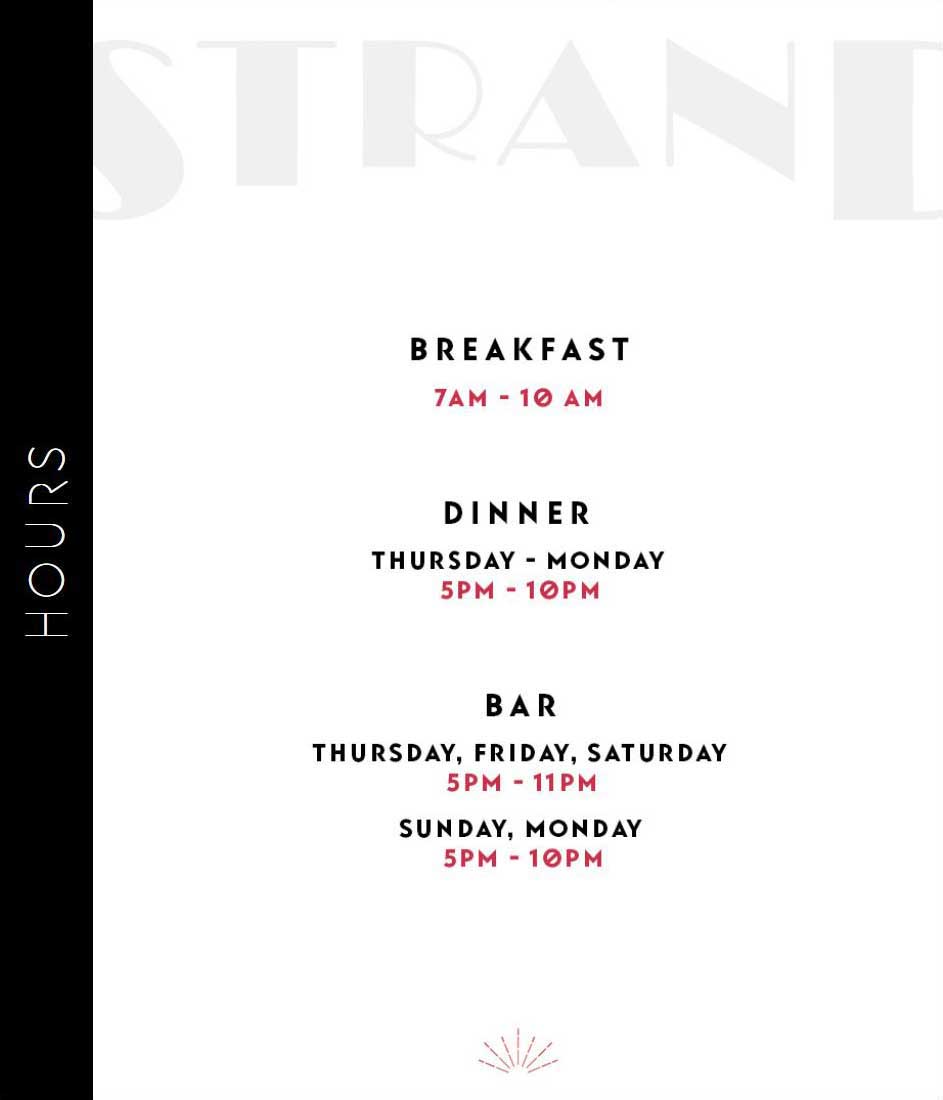 STRAND
HOURS
BREAKFAST
7AM - 10 AM
DINNER
THURSDAY - MONDAY
5PM - 10PM
BAR
THURSDAY, FRIDAY, SATURDAY
5PM - 11PM
SUNDAY, MONDAY
5PM - 10PM